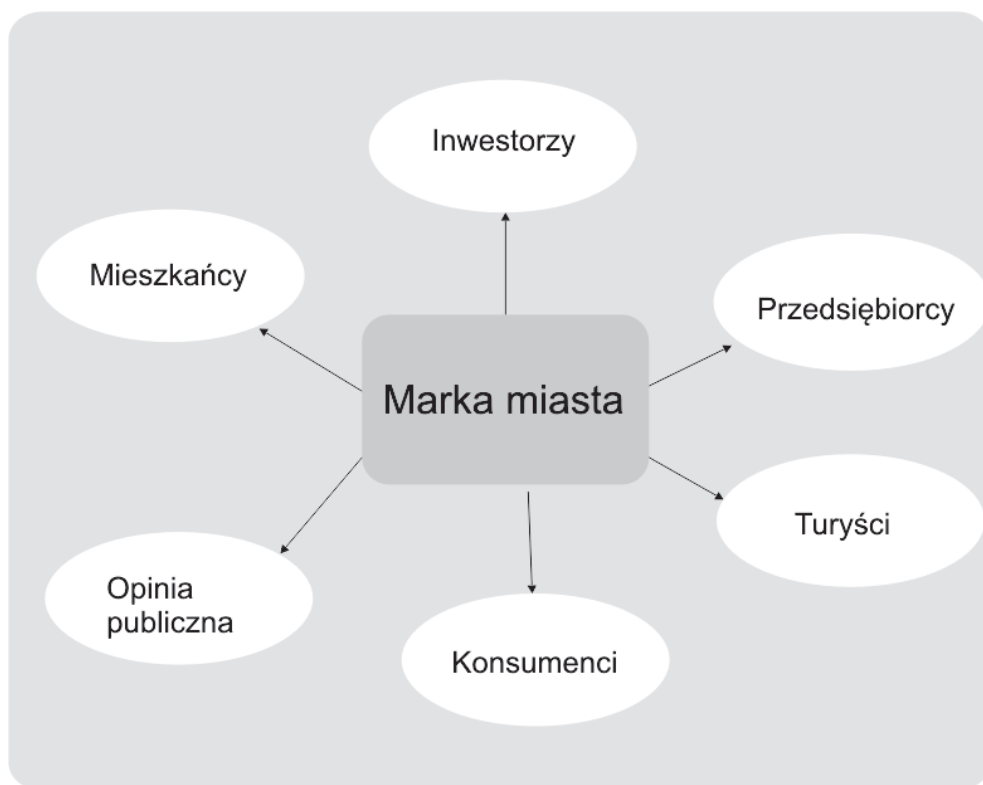 Inwestorzy
Mieszkańcy
Przedsiębiorcy
Marka miasta
Turyści
Opinia
publiczna
Konsumenci